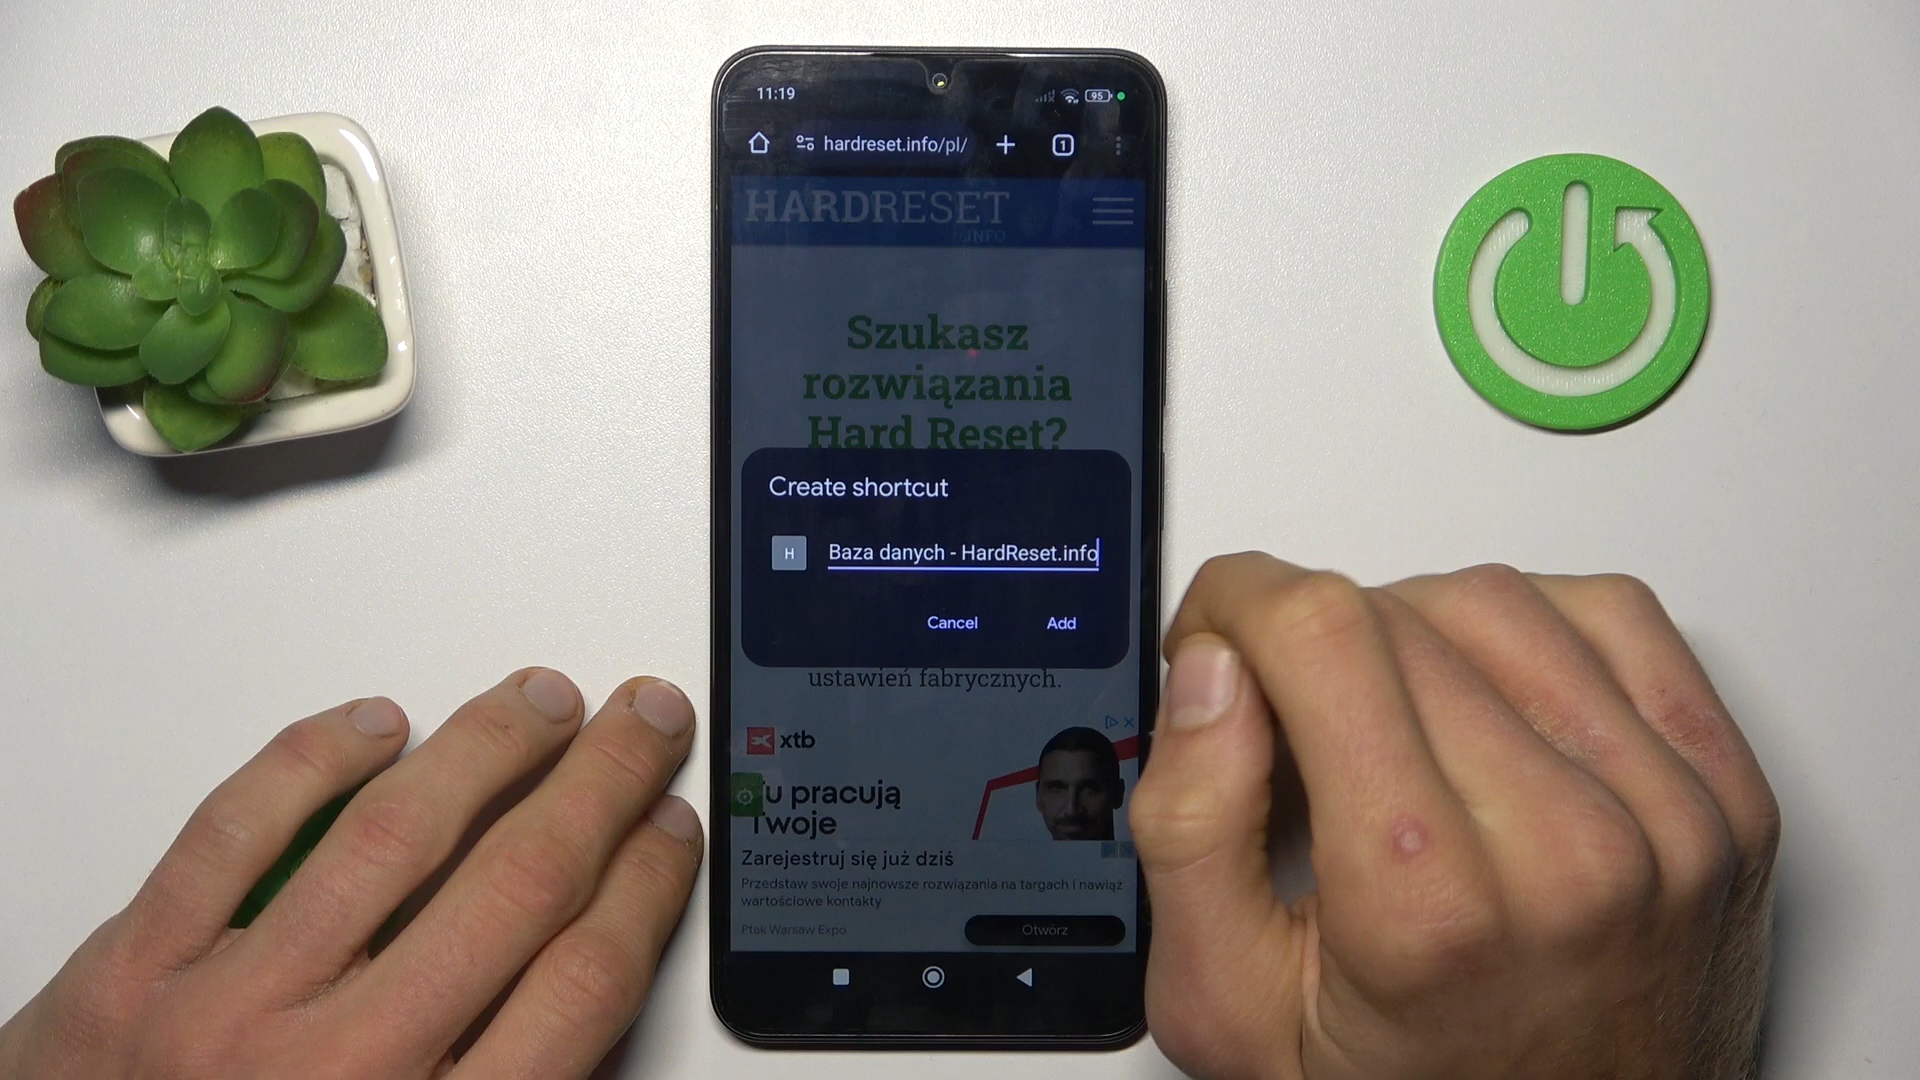 11:19
95
hardreset.info/pl/
1
HARDRESET
.INFO
Szukasz
rozwiązania
Hard Reset?
Create shortcut
H
Baza danych - HardReset.info
Cancel
Add
ustawień fabrycznych.
xtb
Tu pracują
Twoje
Zarejestruj się już dziś
Przedstaw swoje najnowsze rozwiązania na targach i nawiąż
wartościowe kontakty
Ptak Warsaw Expo
Otwórz